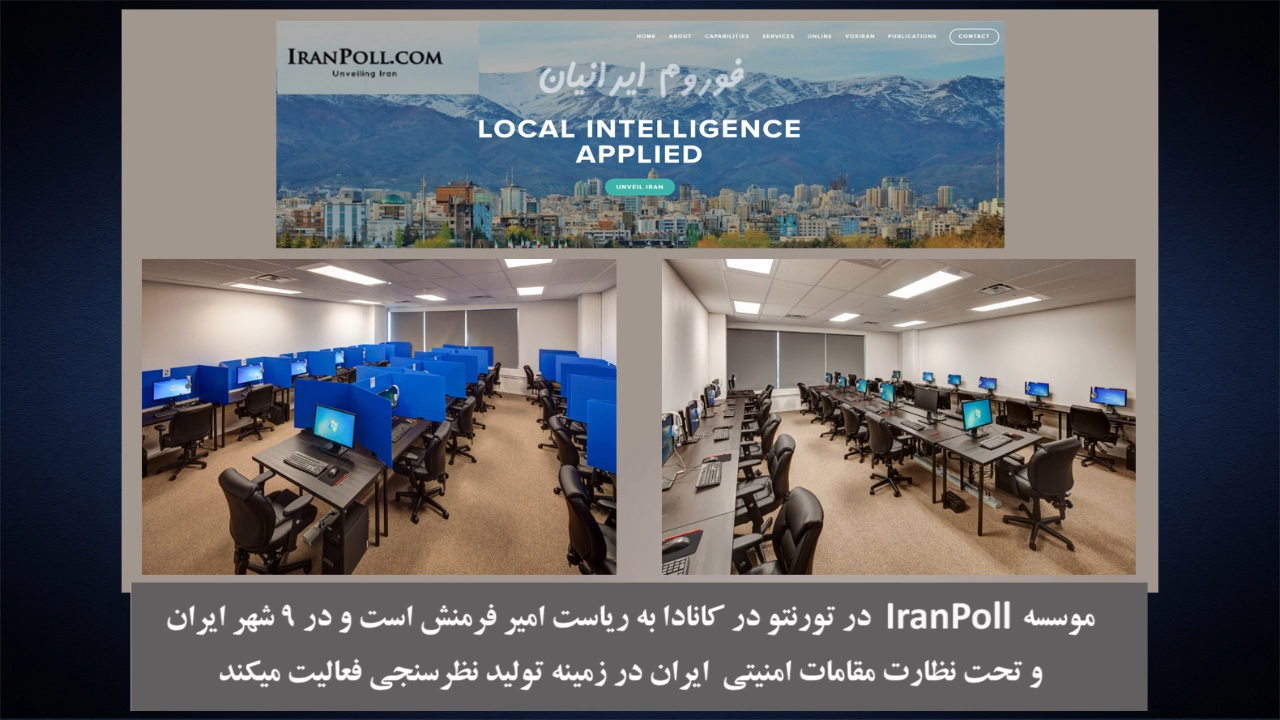 IRANPOLL.COM
Unveiling Iran
HOME ABOUT CAPABILITIES SERVICES ONLINE VOXIRAN PUBLICATIONS CONTACT
فوروم ایرانیان
LOCAL INTELLIGENCE
APPLIED
UNVEIL IRAN
موسسه IranPoll در تورنتو در کانادا به ریاست امیر فرمنش است و در ۹ شهر ایران
و تحت نظارت مقامات امنیتی ایران در زمینه تولید نظرسنجی فعالیت میکند